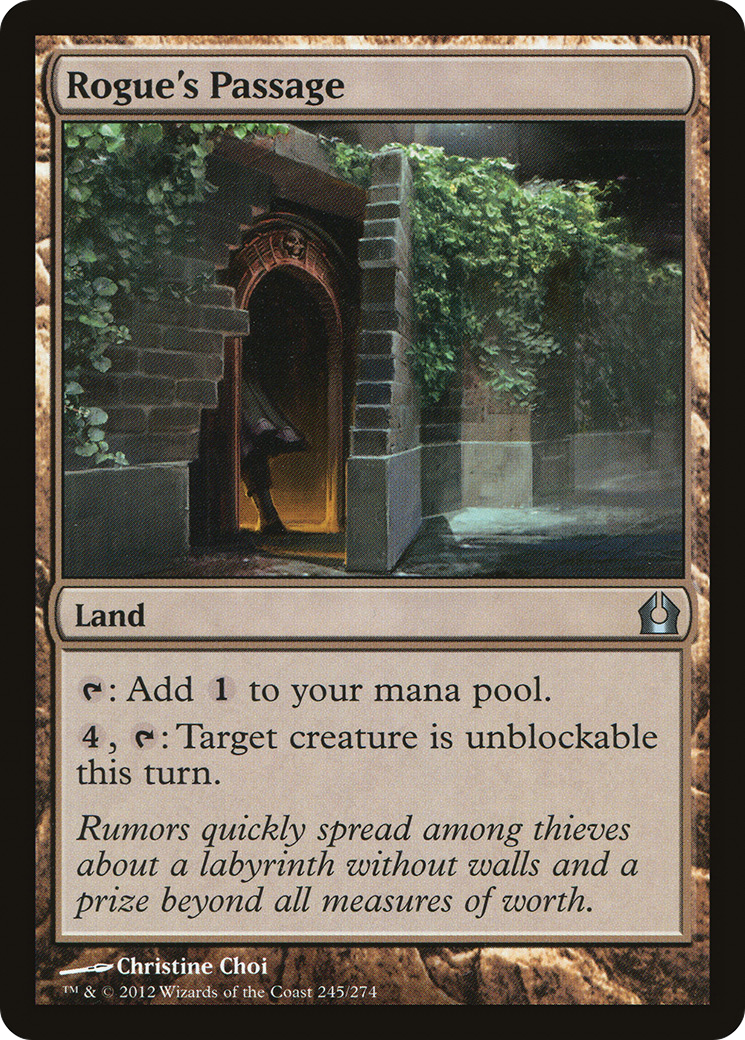 Rogue's Passage
Land
: Add 1 to your mana pool.
4, : Target creature is unblockable
this turn.
Rumors quickly spread among thieves
about a labyrinth without walls and a
prize beyond all measures of worth.
Christine Choi
™ & © 2012 Wizards of the Coast 245/274